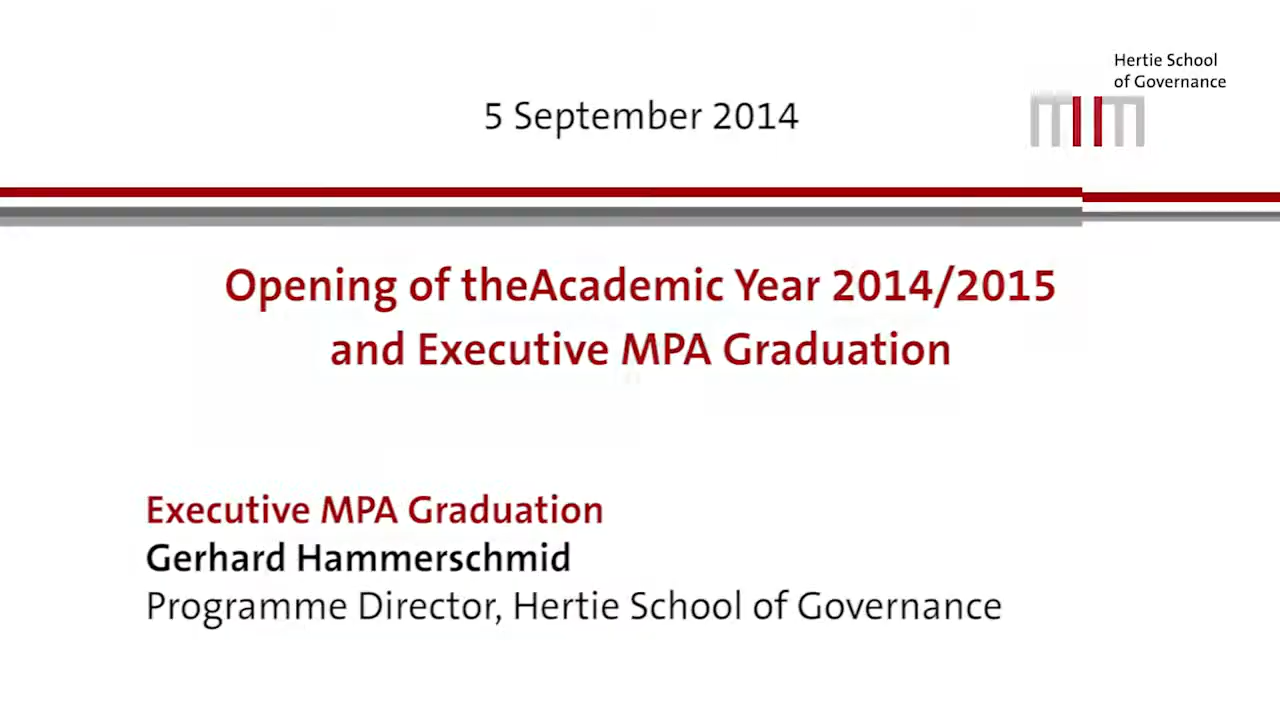 Hertie School
of Governance
5 September 2014
Opening of theAcademic Year 2014/2015
and Executive MPA Graduation
Executive MPA Graduation
Gerhard Hammerschmid
Programme Director, Hertie School of Governance